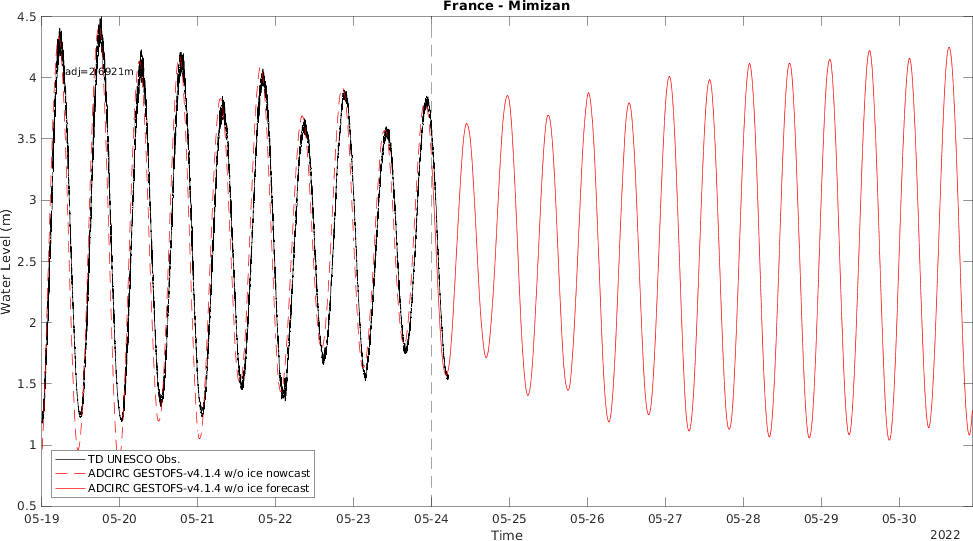 France - Mimizan
4.5
4
3.5
3
2.5
2
1.5
1
0.5
Water Level (m)
adj=2.6921m
TD UNESCO Obs.
ADCIRC GESTOFS-v4.1.4 w/o ice nowcast
ADCIRC GESTOFS-v4.1.4 w/o ice forecast
05-19 05-20 05-21 05-22 05-23 05-24 05-25 05-26 05-27 05-28 05-29 05-30
Time
2022